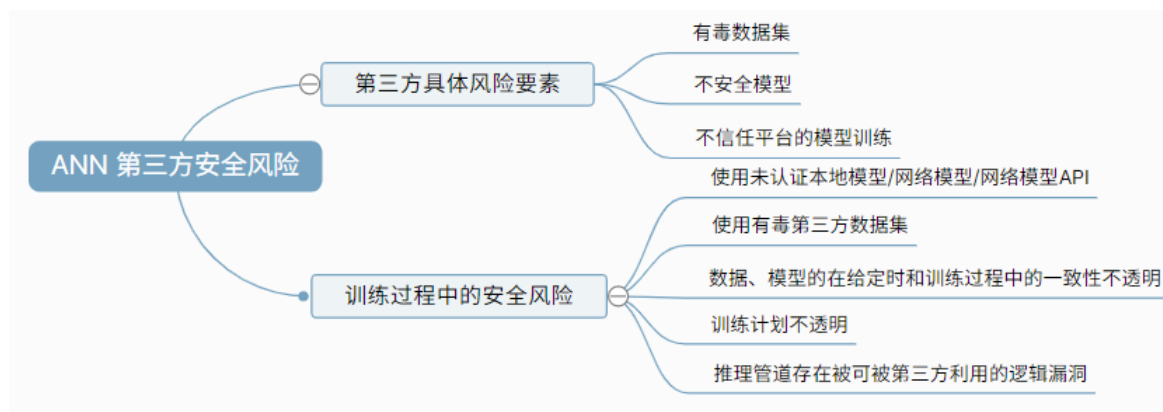 ANN 第三方安全风险
第三方具体风险要素
有毒数据集
不安全模型
不信任平台的模型训练
训练过程中的安全风险
使用未认证本地模型/网络模型/网络模型API
使用有毒第三方数据集
数据、模型的在给定时和训练过程中的一致性不透明
训练计划不透明
推理管道存在被可被第三方利用的逻辑漏洞